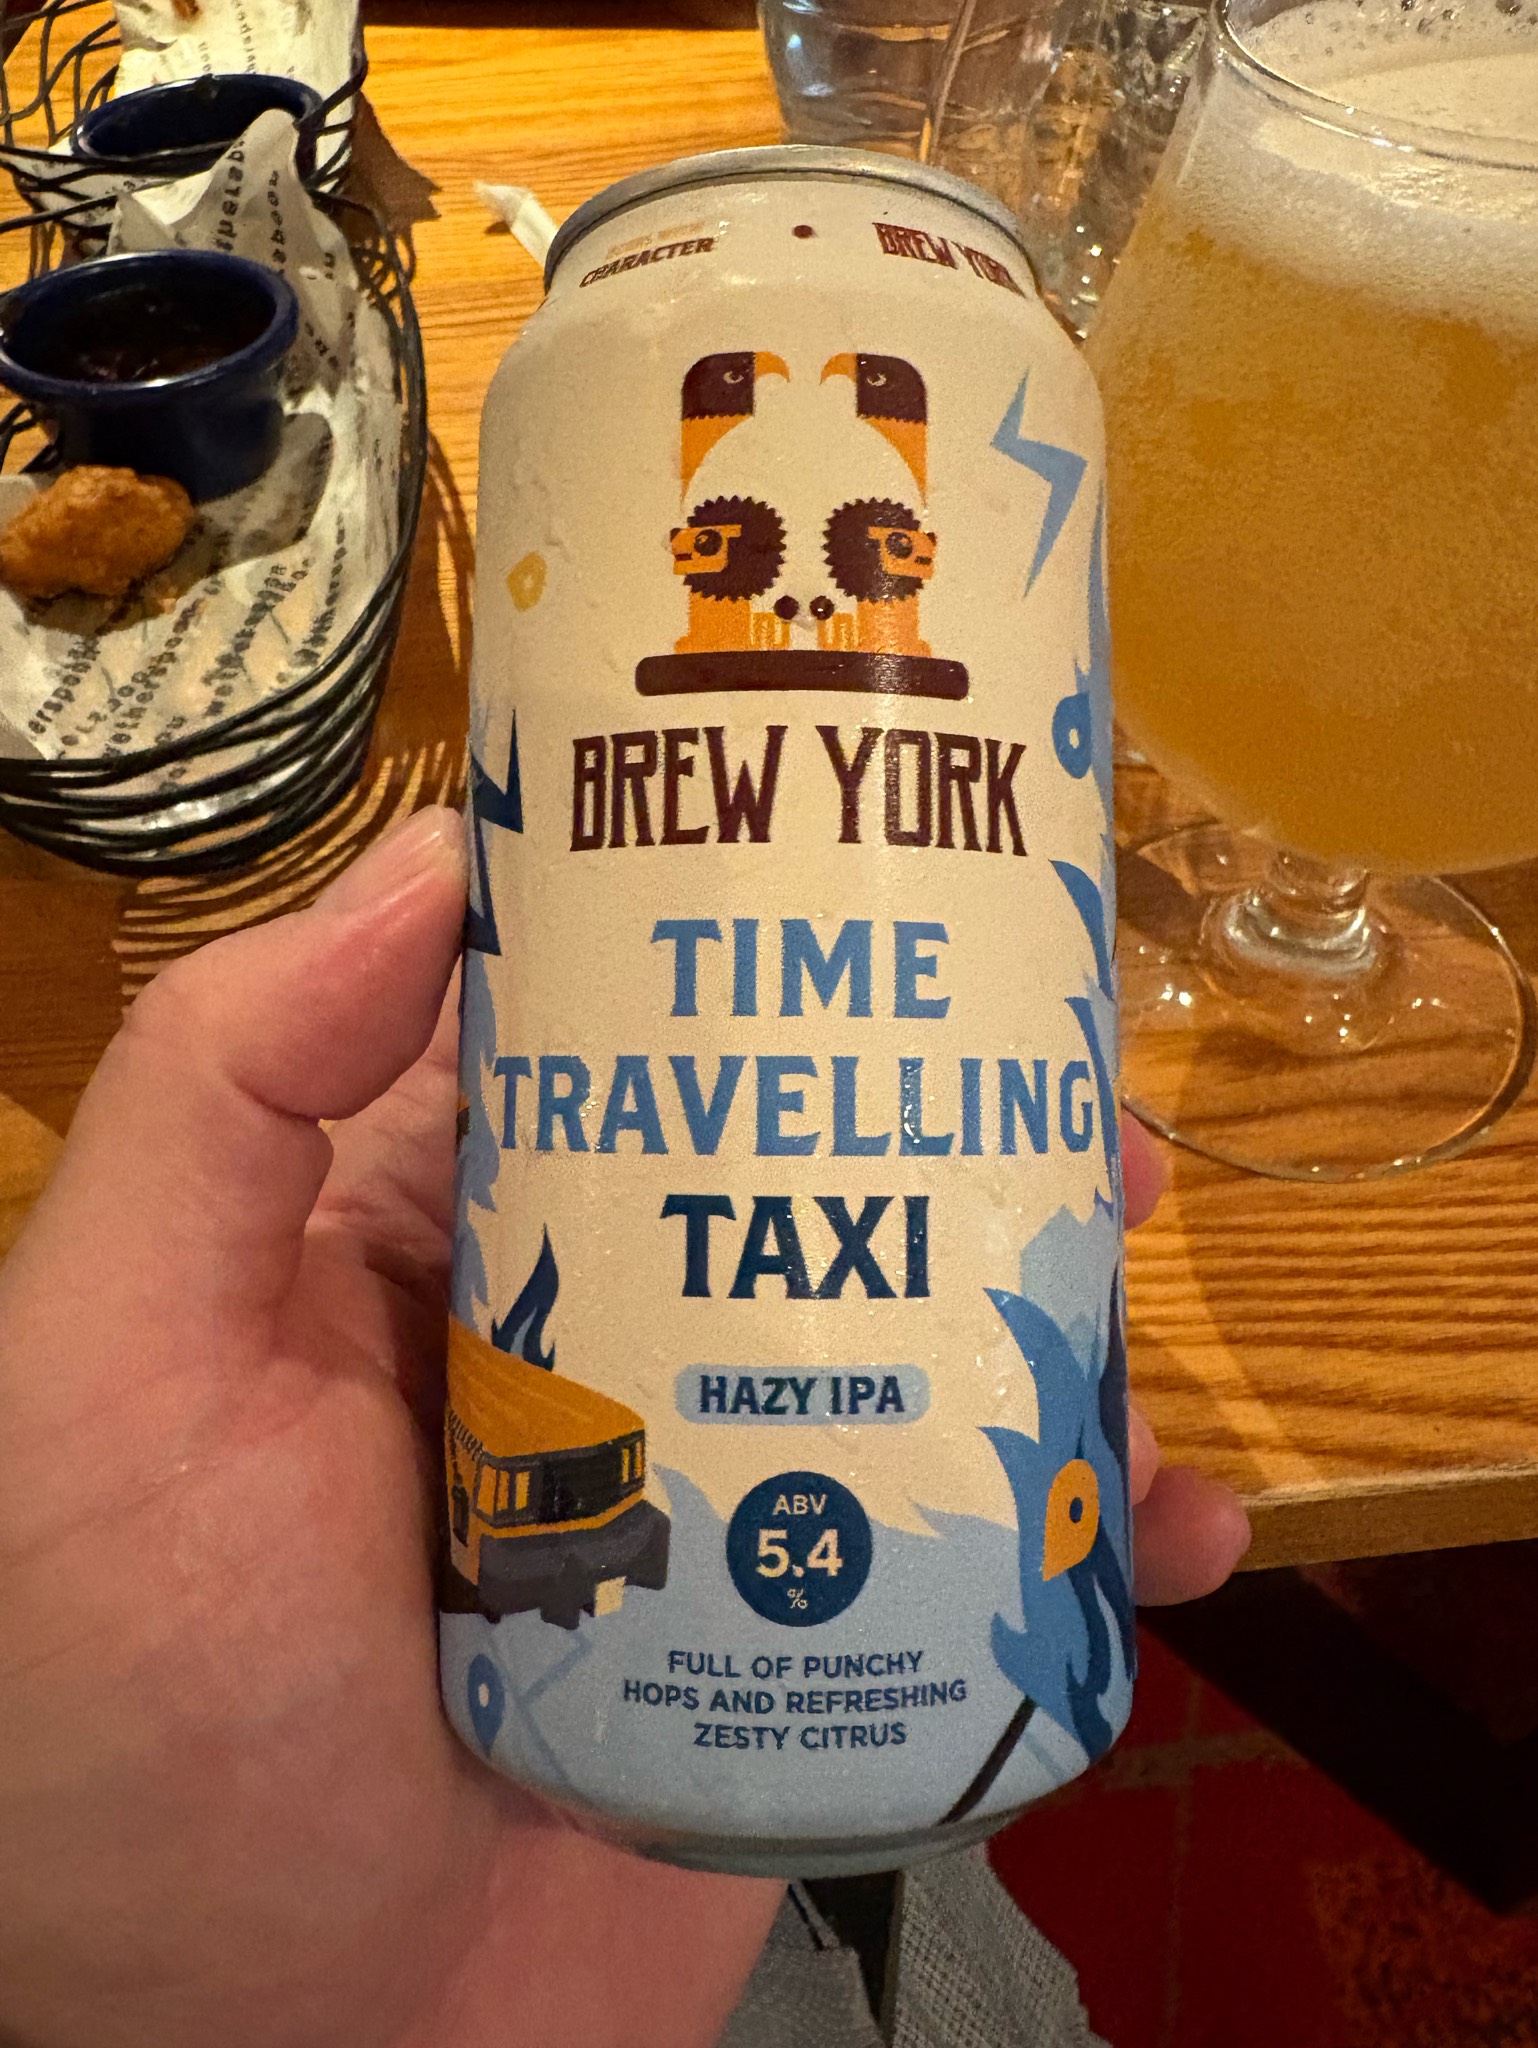 CHARACTER
BREW YORK
BREW YORK
TIME
TRAVELLING
TAXI
HAZY IPA
ABV
5.4
%
FULL OF PUNCHY
HOPS AND REFRESHING
ZESTY CITRUS